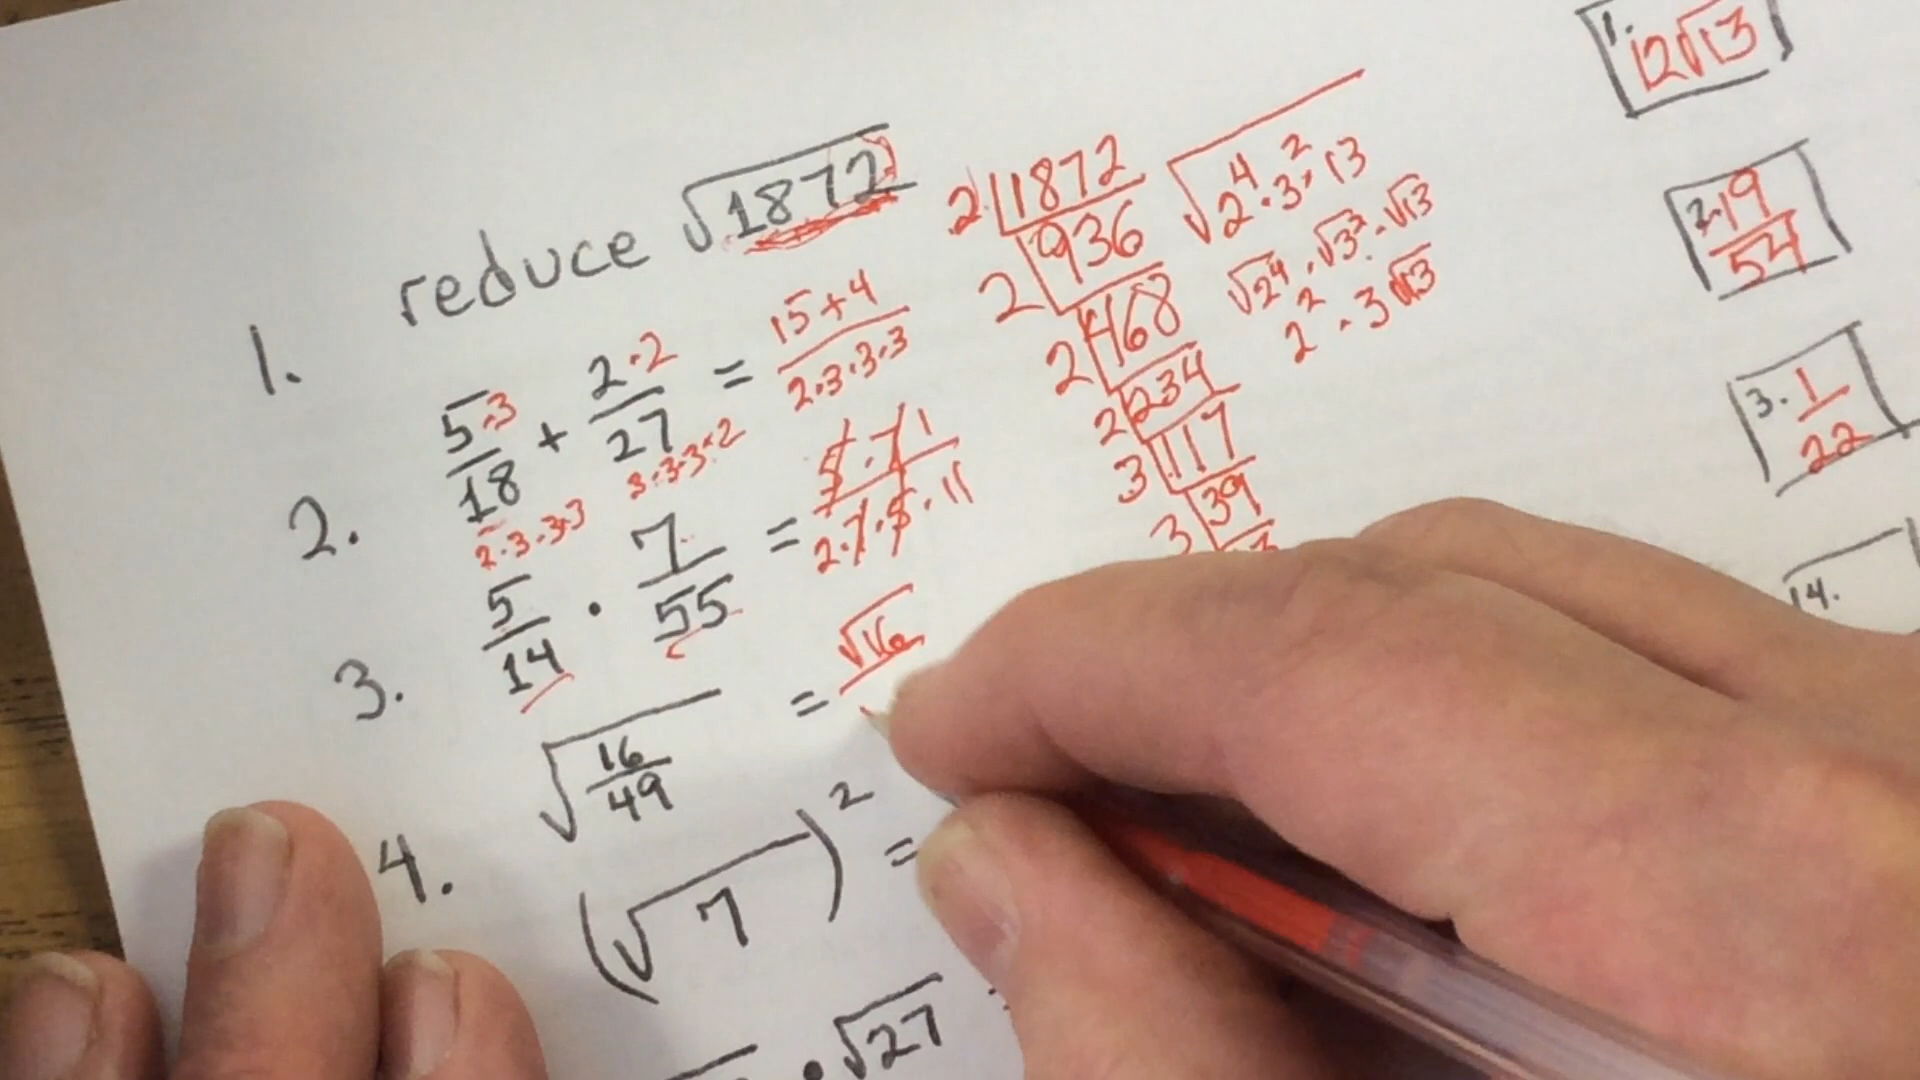 1. reduce √1872
2 | 1872
2 | 936
2 | 468
2 | 234
3 | 117
3 | 39
√2⁴·3²·13
√2⁴·√3²·√13
2²·3√13
2. 5·3/18 + 2·2/27 = 15+4/2·3·3·3
2·3·3·3 3·3·3·2
3. 5/14 · 7/55 = 5·7 1/2·7·5·11
4. √16/49 = √16
(√7)² =
· √27
1. 12√13
2. 19/54
3. 1/22
4.